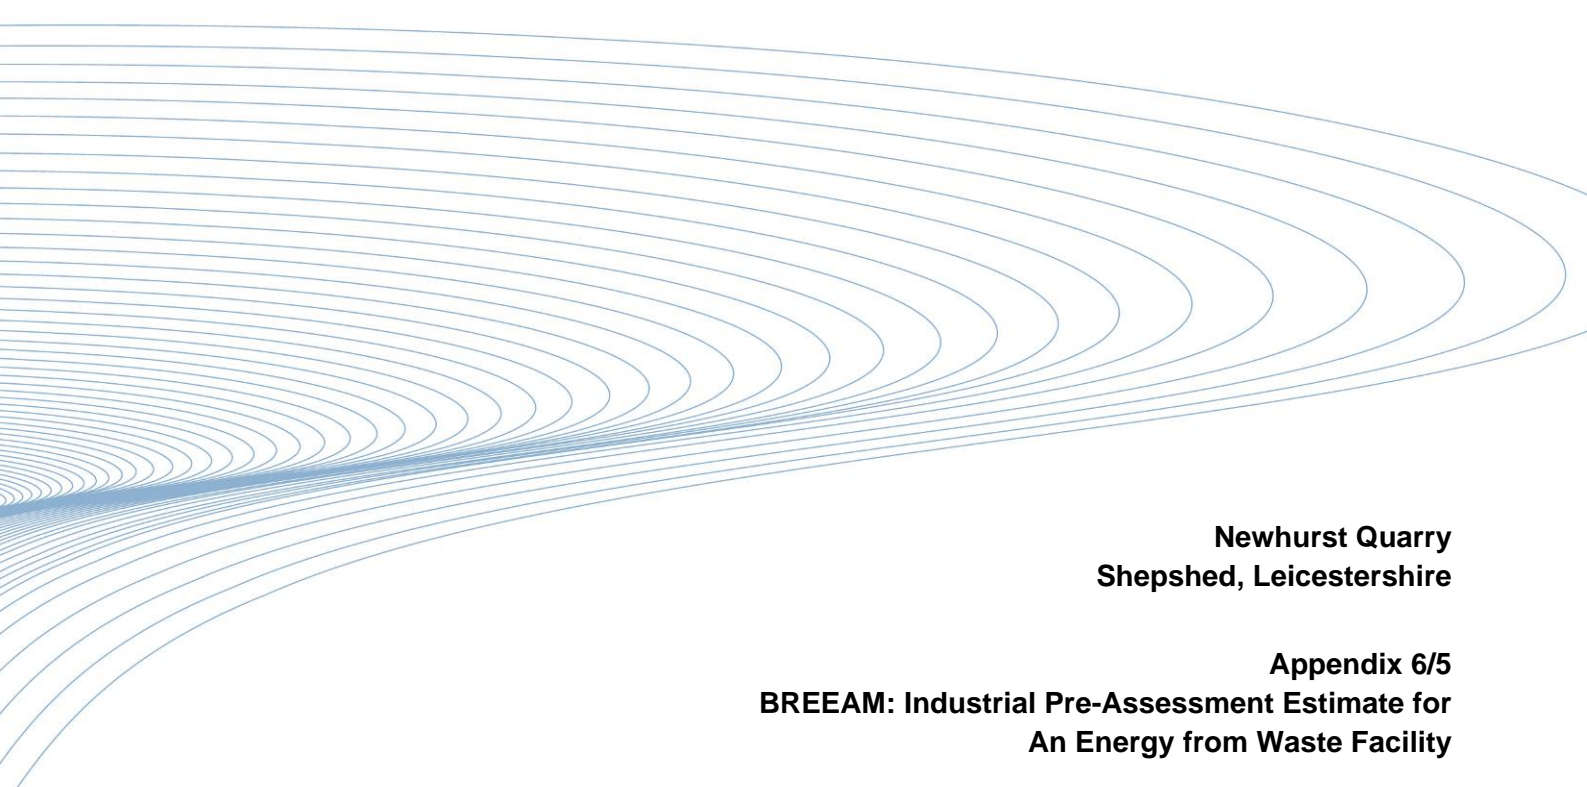 Newhurst Quarry
Shepshed, Leicestershire
Appendix 6/5
BREEAM: Industrial Pre-Assessment Estimate for
An Energy from Waste Facility